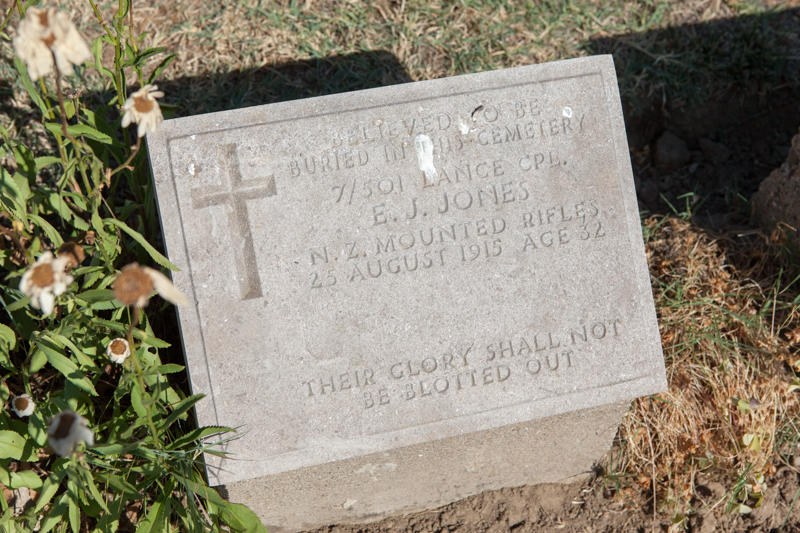 BELIEVED TO BE
BURIED IN THIS CEMETERY
7/501 LANCE CPL.
E. J. JONES
N. Z. MOUNTED RIFLES
25 AUGUST 1915 AGE 32
THEIR GLORY SHALL NOT
BE BLOTTED OUT